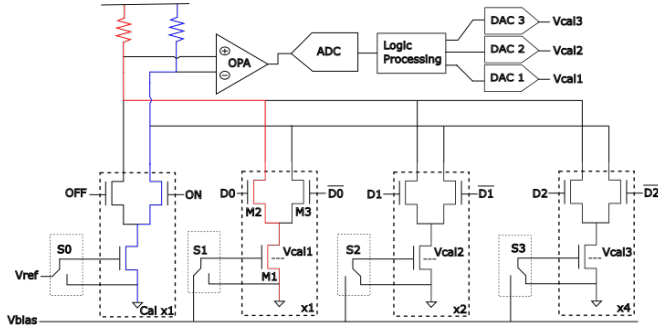 DAC 3 Vcal3
OPA ADC Logic Processing DAC 2 Vcal2
DAC 1 Vcal1
OFF ON D0 D0 D1 D1 D2 D2
M2 M3
S0 S1 Vcal1 S2 Vcal2 S3 Vcal3
Vref M1
Cal x1 x1 x2 x4
Vbias